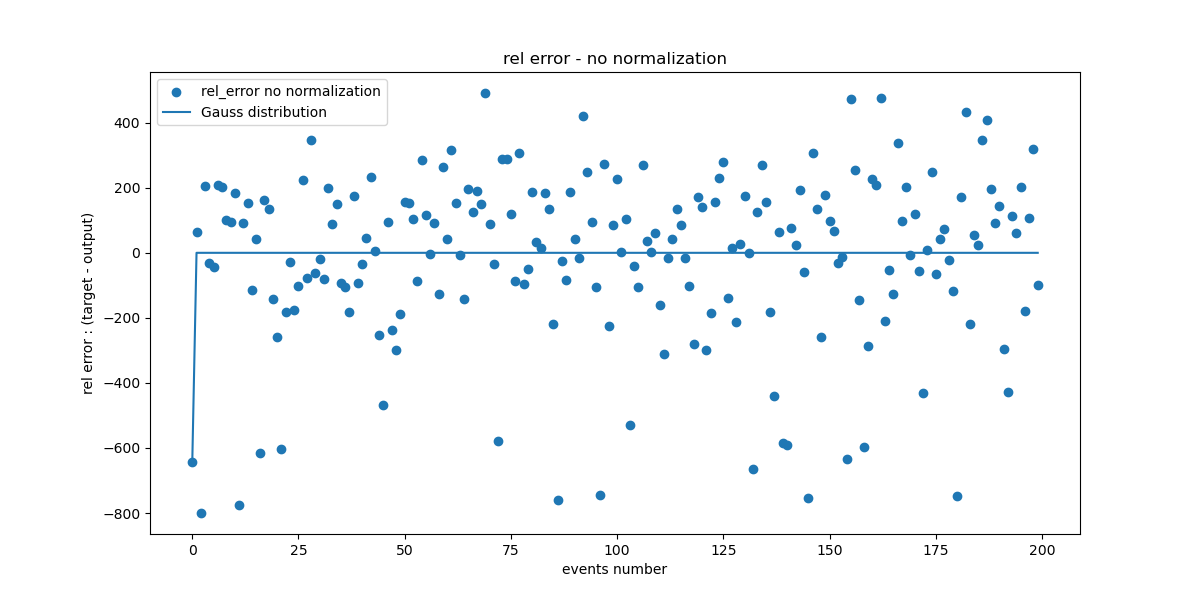 rel error - no normalization
rel_error no normalization
Gauss distribution
rel error : (target - output)
400
200
0
−200
−400
−600
−800
0 25 50 75 100 125 150 175 200
events number